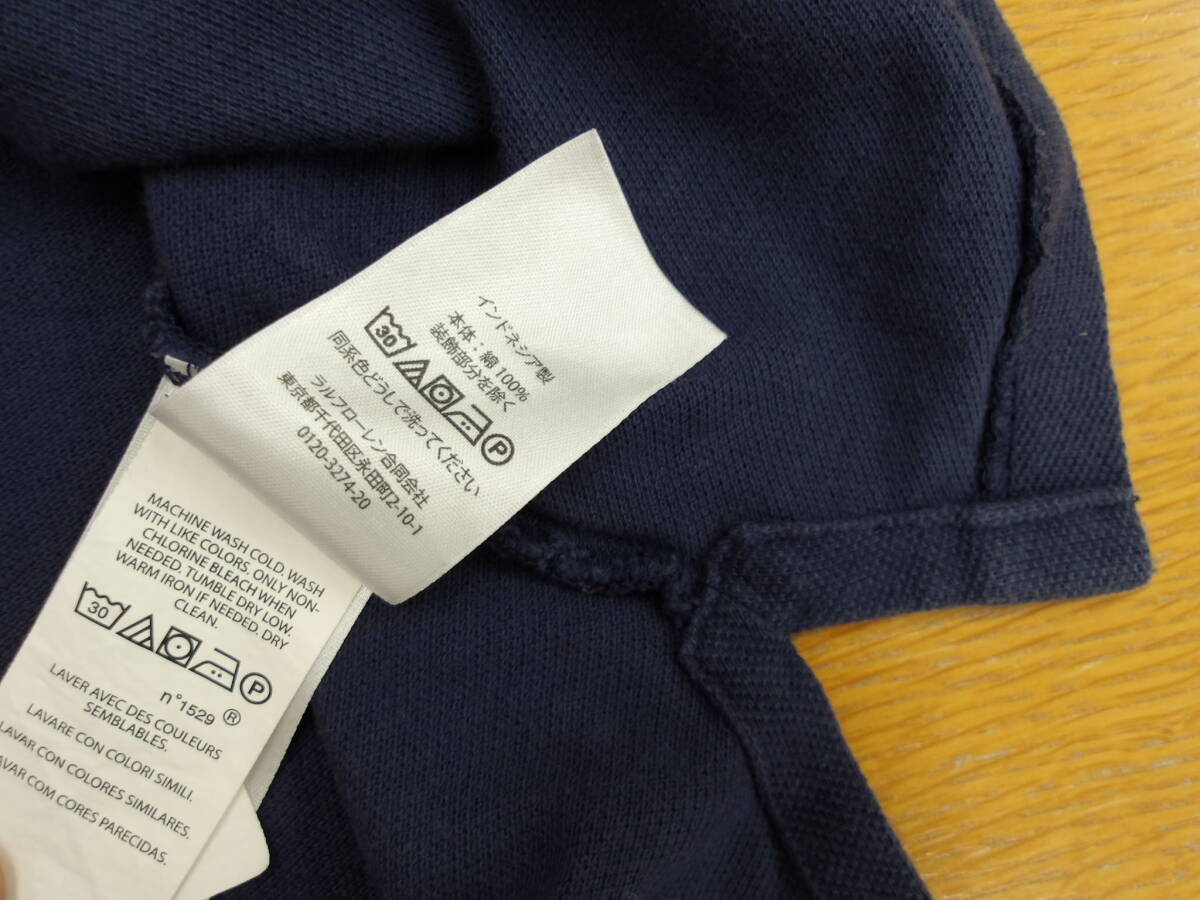 インドネシア製
本体：綿 100%
装飾部分を除く
30 P
同系色どうしで洗ってください
ラルフローレン合同会社
東京都千代田区永田町2-10-1
0120-3274-20
MACHINE WASH COLD. WASH
WITH LIKE COLORS. ONLY NON-
CHLORINE BLEACH WHEN
NEEDED. TUMBLE DRY LOW.
WARM IRON IF NEEDED. DRY
CLEAN.
30 P
n°1529 ®
LAVER AVEC DES COULEURS
SEMBLABLES.
LAVARE CON COLORI SIMILI.
LAVAR CON COLORES SIMILARES.
AVAR COM CORES PARECIDAS.